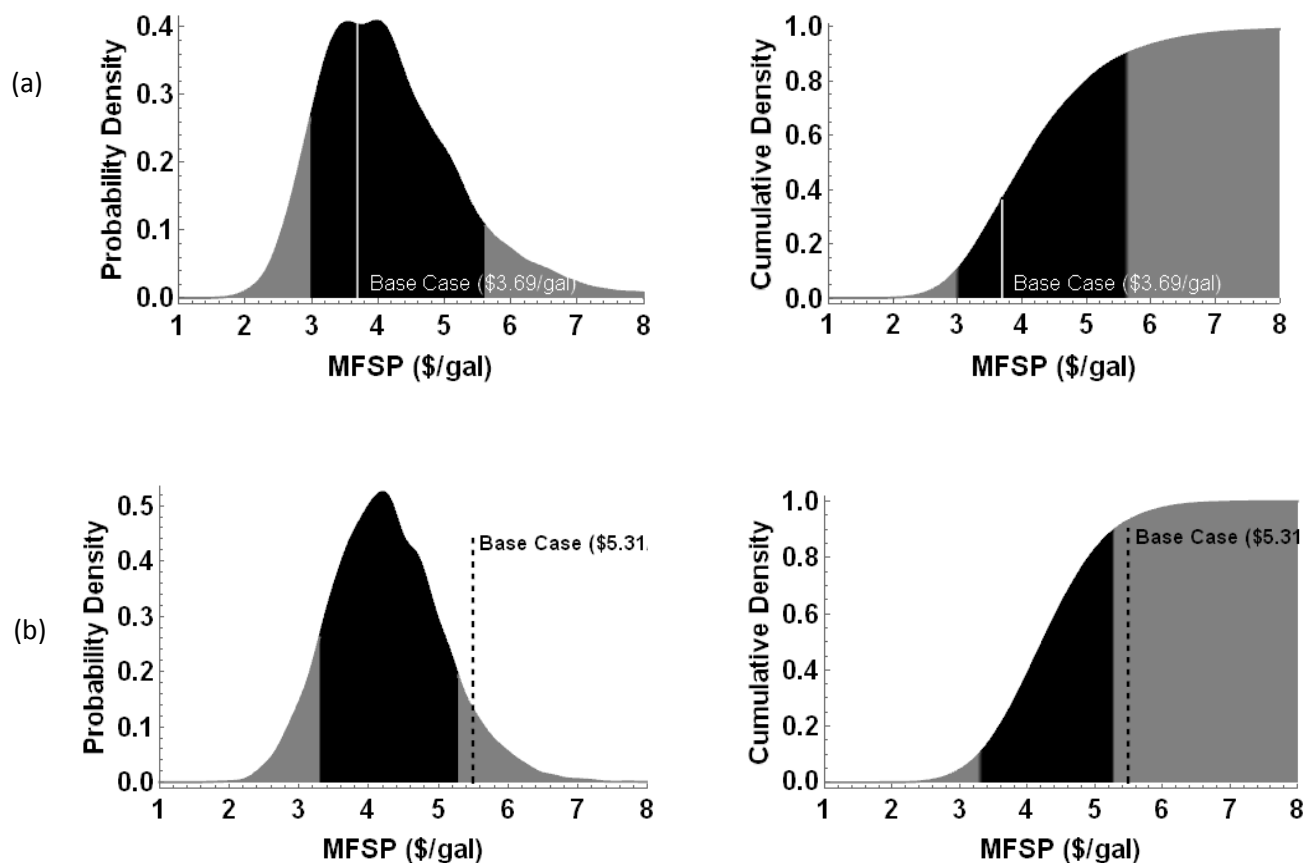 (a)
Probability Density
0.4
0.3
0.2
0.1
0.0
Base Case ($3.69/gal)
1 2 3 4 5 6 7 8
MFSP ($/gal)
Cumulative Density
1.0
0.8
0.6
0.4
0.2
0.0
Base Case ($3.69/gal)
1 2 3 4 5 6 7 8
MFSP ($/gal)
(b)
Probability Density
0.5
0.4
0.3
0.2
0.1
0.0
Base Case ($5.31/
1 2 3 4 5 6 7 8
MFSP ($/gal)
Cumulative Density
1.0
0.8
0.6
0.4
0.2
0.0
Base Case ($5.31
1 2 3 4 5 6 7 8
MFSP ($/gal)